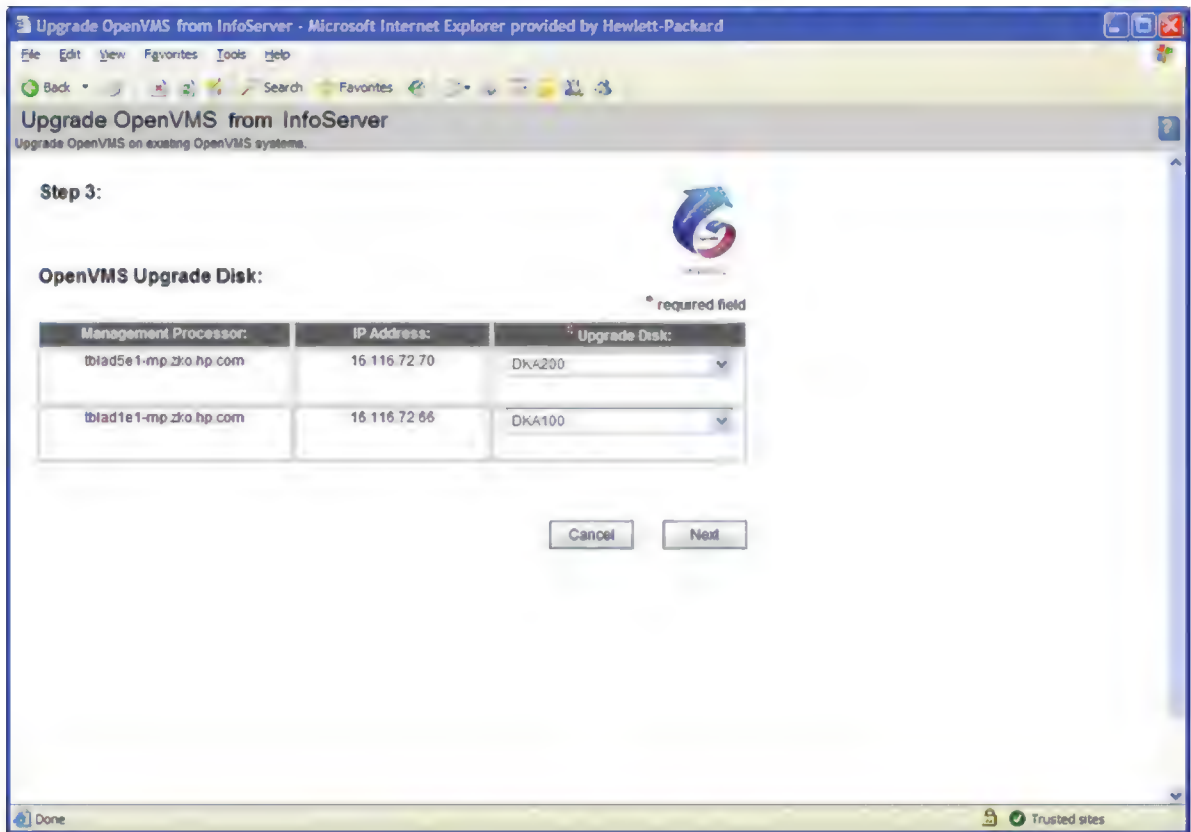 Upgrade OpenVMS from InfoServer - Microsoft Internet Explorer provided by Hewlett-Packard
File Edit View Favorites Tools Help
Back Search Favorites
Upgrade OpenVMS from InfoServer
Upgrade OpenVMS on existing OpenVMS systems.
Step 3:
OpenVMS Upgrade Disk:
* required field
Management Processor: IP Address: * Upgrade Disk:
tblad5e1-mp.zko.hp.com 16.116.72.70 DKA200
tblad1e1-mp.zko.hp.com 16.116.72.66 DKA100
Cancel Next
Done Trusted sites